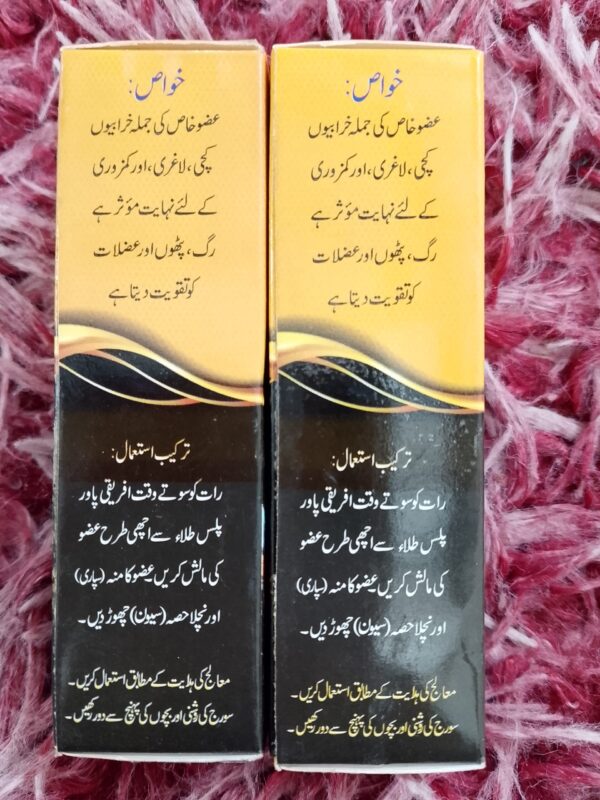 خواص:
عضو خاص کی جملہ خرابیوں
کجی، لاغری، اور کمزوری
کے لئے نہایت مؤثر ہے
رگ، پٹھوں اور عضلات
کو تقویت دیتا ہے
ترکیب استعمال:
رات کو سوتے وقت افریقی پاور
پلس طلاء سے اچھی طرح عضو
کی مالش کریں عضو کا منہ (سپاری)
اور نچلا حصہ (سیون) چھوڑ دیں۔
معالج کی ہدایت کے مطابق استعمال کریں۔
سورج کی روشنی اور بچوں کی پہنچ سے دور رکھیں۔
خواص:
عضو خاص کی جملہ خرابیوں
کجی، لاغری، اور کمزوری
کے لئے نہایت مؤثر ہے
رگ، پٹھوں اور عضلات
کو تقویت دیتا ہے
ترکیب استعمال:
رات کو سوتے وقت افریقی پاور
پلس طلاء سے اچھی طرح عضو
کی مالش کریں عضو کا منہ (سپاری)
اور نچلا حصہ (سیون) چھوڑ دیں۔
معالج کی ہدایت کے مطابق استعمال کریں۔
سورج کی روشنی اور بچوں کی پہنچ سے دور رکھیں۔